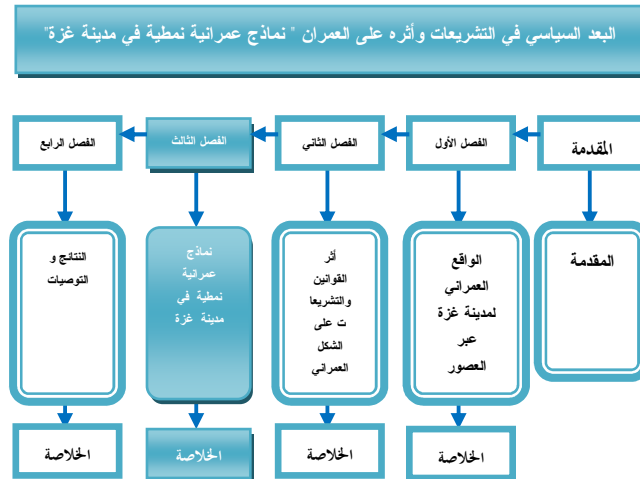 البعد السياسي في التشريعات وأثره على العمران " نماذج عمرانية نمطية في مدينة غزة"
المقدمة
الفصل الأول
الفصل الثاني
الفصل الثالث
الفصل الرابع
المقدمة
الواقع
العمراني
لمدينة غزة
عبر
العصور
أثر
القوانين
والتشريعا
ت على
الشكل
العمراني
نماذج
عمرانية
نمطية في
مدينة غزة
النتائج و
التوصيات
الخلاصة
الخلاصة
الخلاصة
الخلاصة